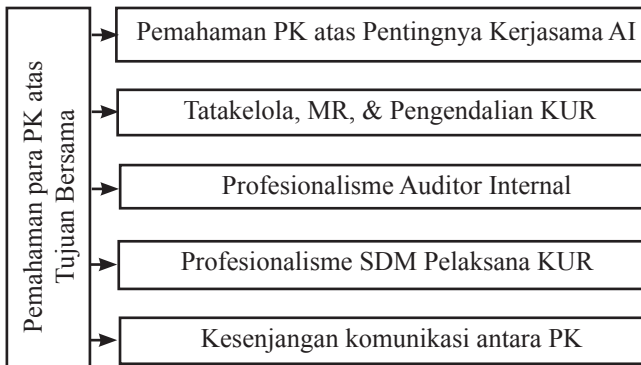 Pemahaman para PK atas
Tujuan Bersama
Pemahaman PK atas Pentingnya Kerjasama AI
Tatakelola, MR, & Pengendalian KUR
Profesionalisme Auditor Internal
Profesionalisme SDM Pelaksana KUR
Kesenjangan komunikasi antara PK